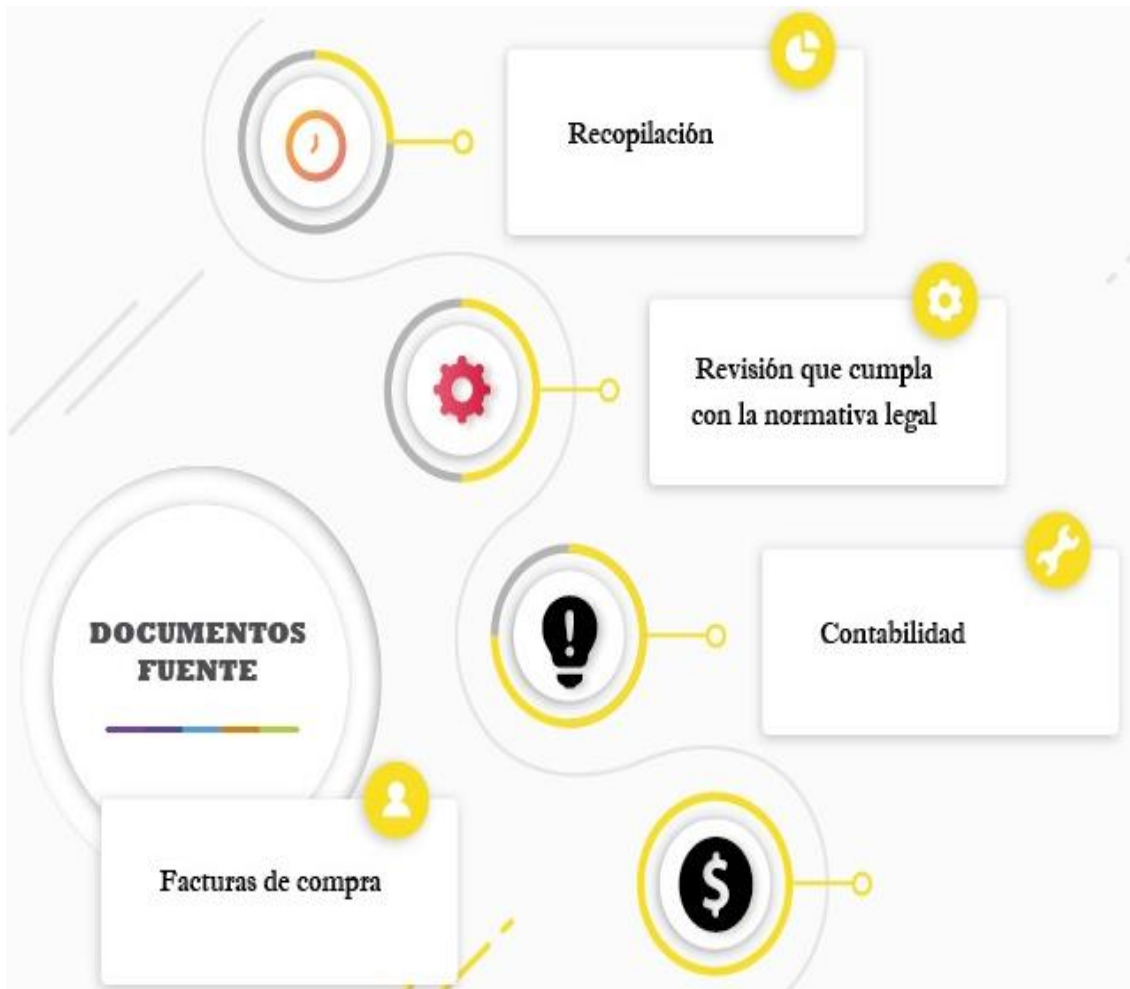 Recopilación
Revisión que cumpla
con la normativa legal
DOCUMENTOS
FUENTE
Contabilidad
Facturas de compra
$